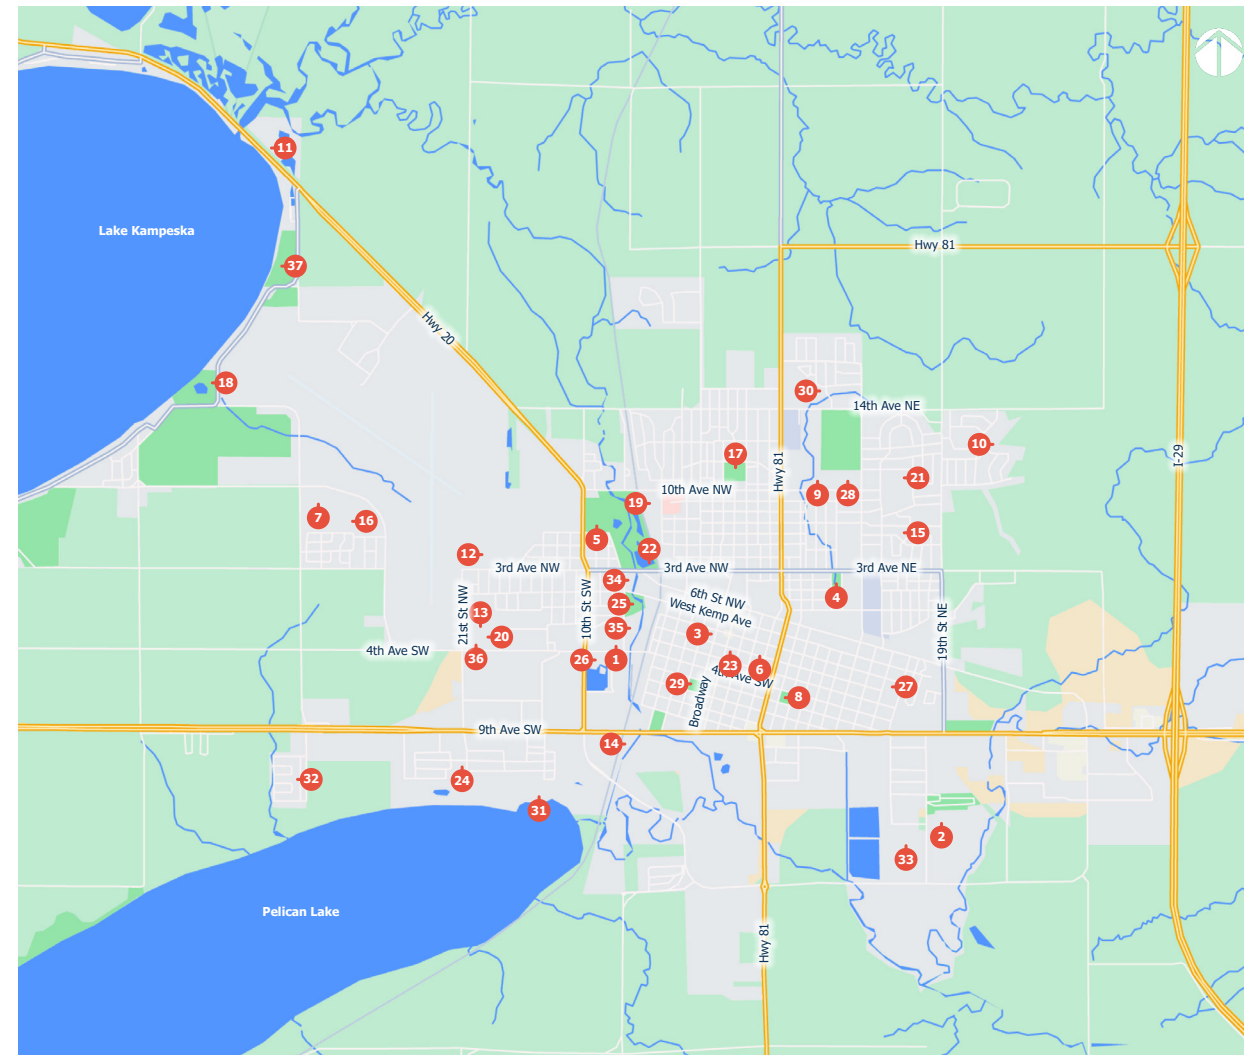 11
Lake Kampeska
Hwy 81
37
Hwy 20
18
30
14th Ave NE
10
17
Hwy 81
I-29
21
10th Ave NW
9
28
19
7
16
15
5
22
12
3rd Ave NW
3rd Ave NW
3rd Ave NE
34
4
6th St NW
25
West Kemp Ave
10th St SW
13
21st St NW
35
19th St NE
3
20
4th Ave SW
36
26
1
23
6
4th Ave SW
29
27
8
Broadway
9th Ave SW
14
32
24
31
2
33
Pelican Lake
Hwy 81